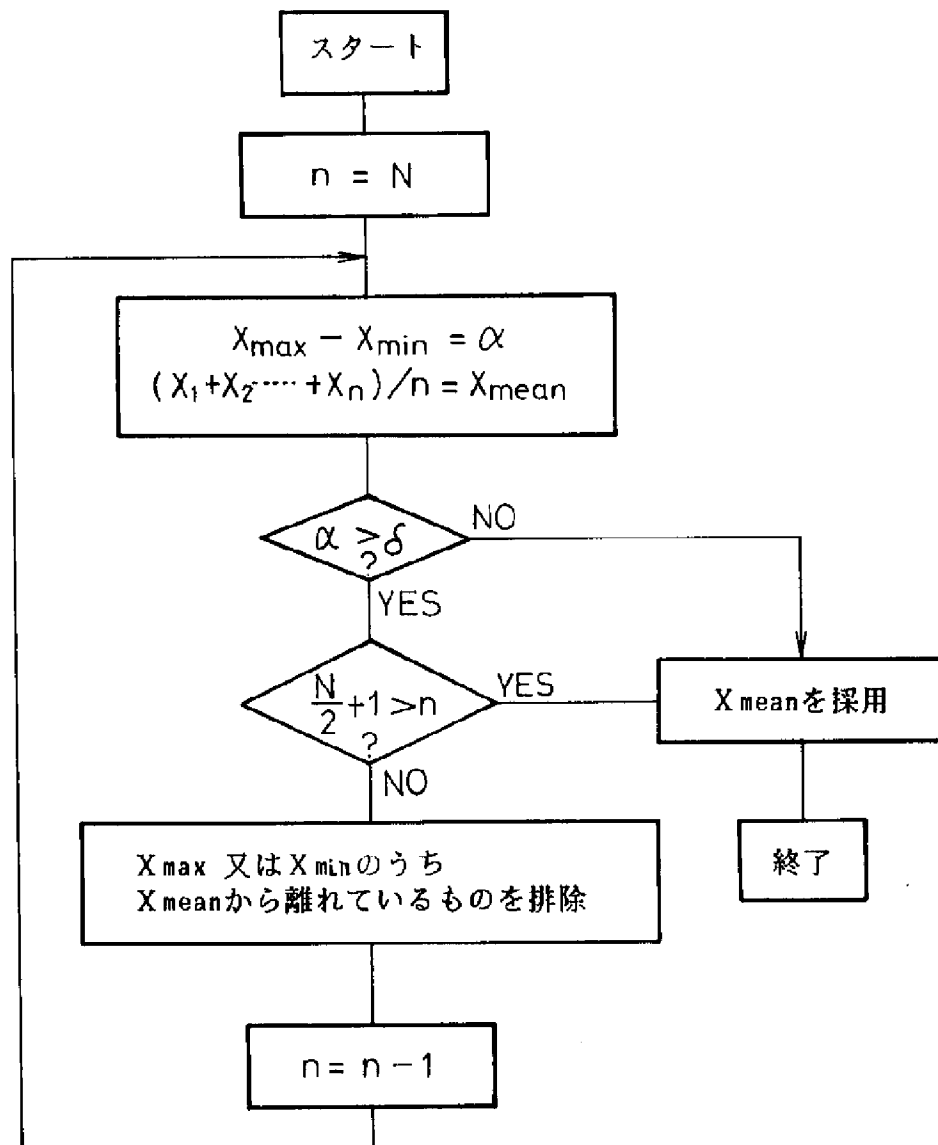 スタート
n = N
Xmax − Xmin = α
(X1+X2·····+Xn)/n = Xmean
α > δ
?
NO
YES
N/2+1>n
?
YES
NO
Xmeanを採用
Xmax 又はXminのうち
Xmeanから離れているものを排除
終了
n = n − 1